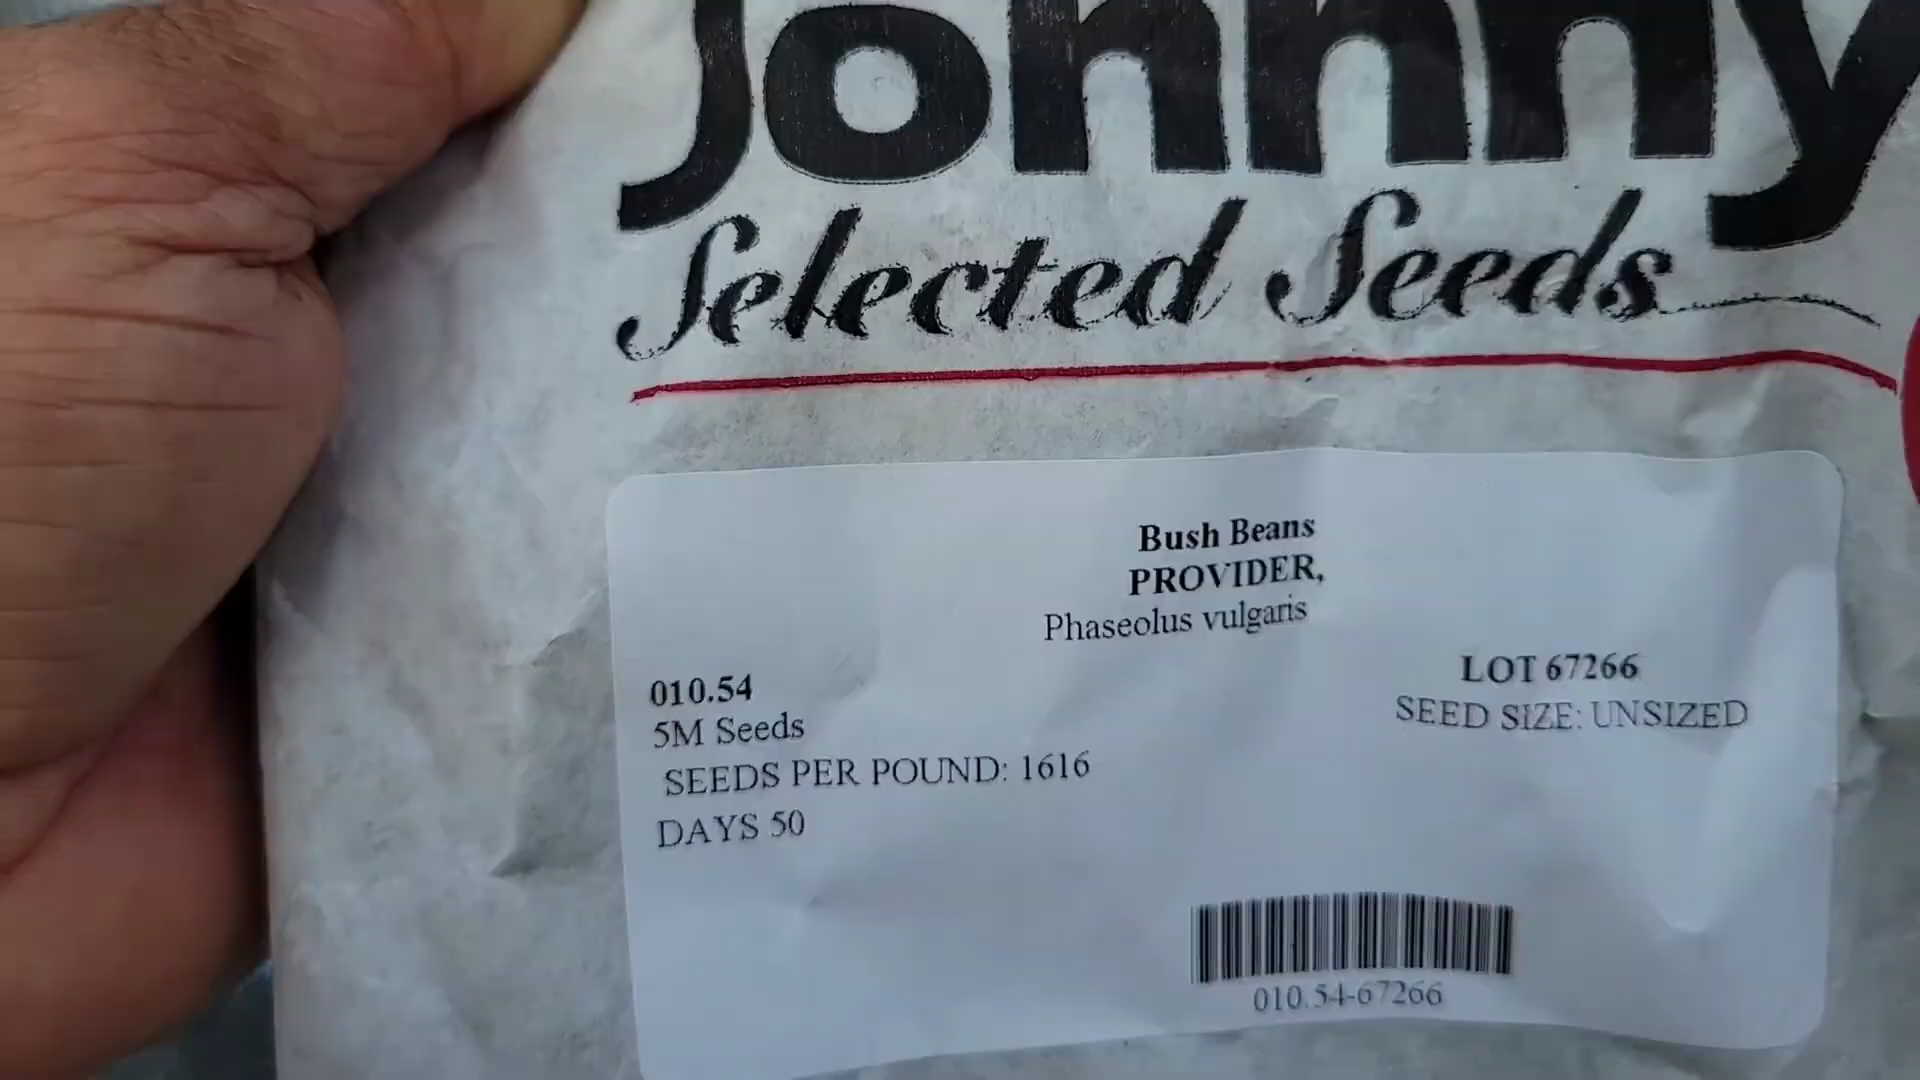 Johnny
Selected Seeds
Bush Beans
PROVIDER,
Phaseolus vulgaris
010.54
5M Seeds
SEEDS PER POUND: 1616
DAYS 50
LOT 67266
SEED SIZE: UNSIZED
010.54-67266